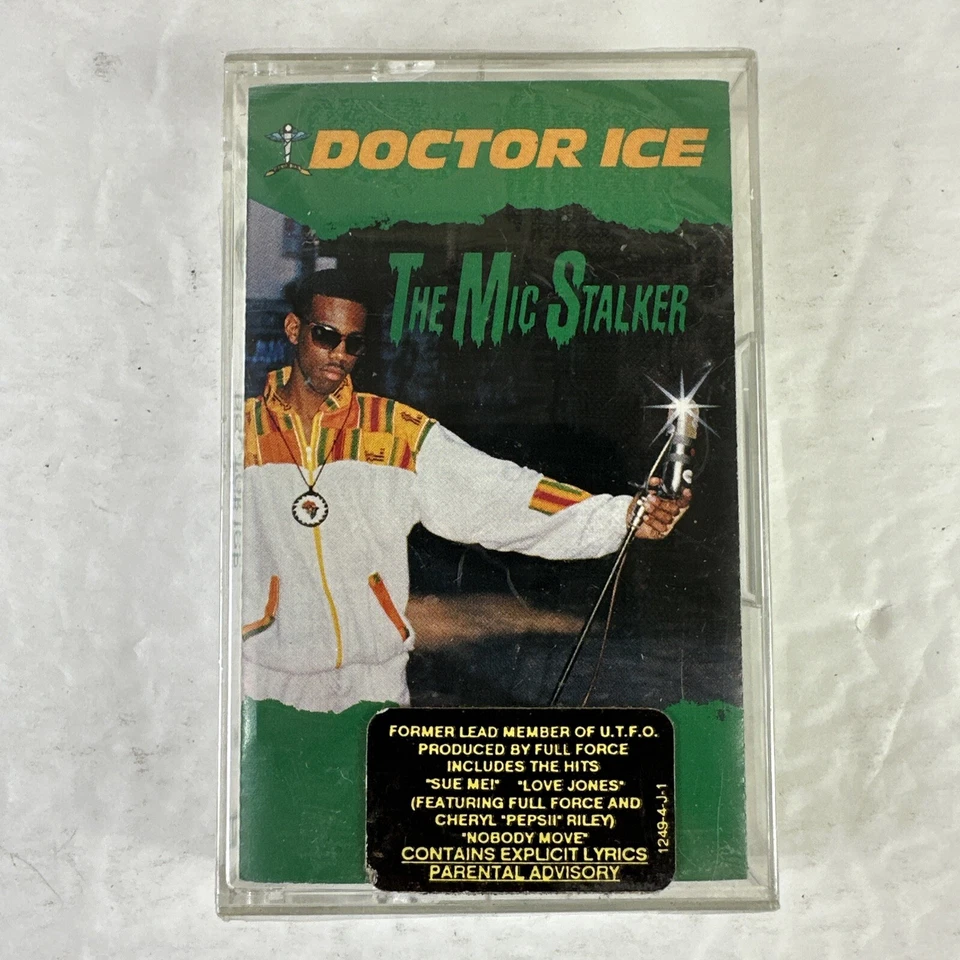 DOCTOR ICE
THE MIC STALKER
FORMER LEAD MEMBER OF U.T.F.O.
PRODUCED BY FULL FORCE
INCLUDES THE HITS
"SUE ME!" "LOVE JONES"
(FEATURING FULL FORCE AND
CHERYL "PEPSII" RILEY)
"NOBODY MOVE"
CONTAINS EXPLICIT LYRICS
PARENTAL ADVISORY
1249-4-J-1